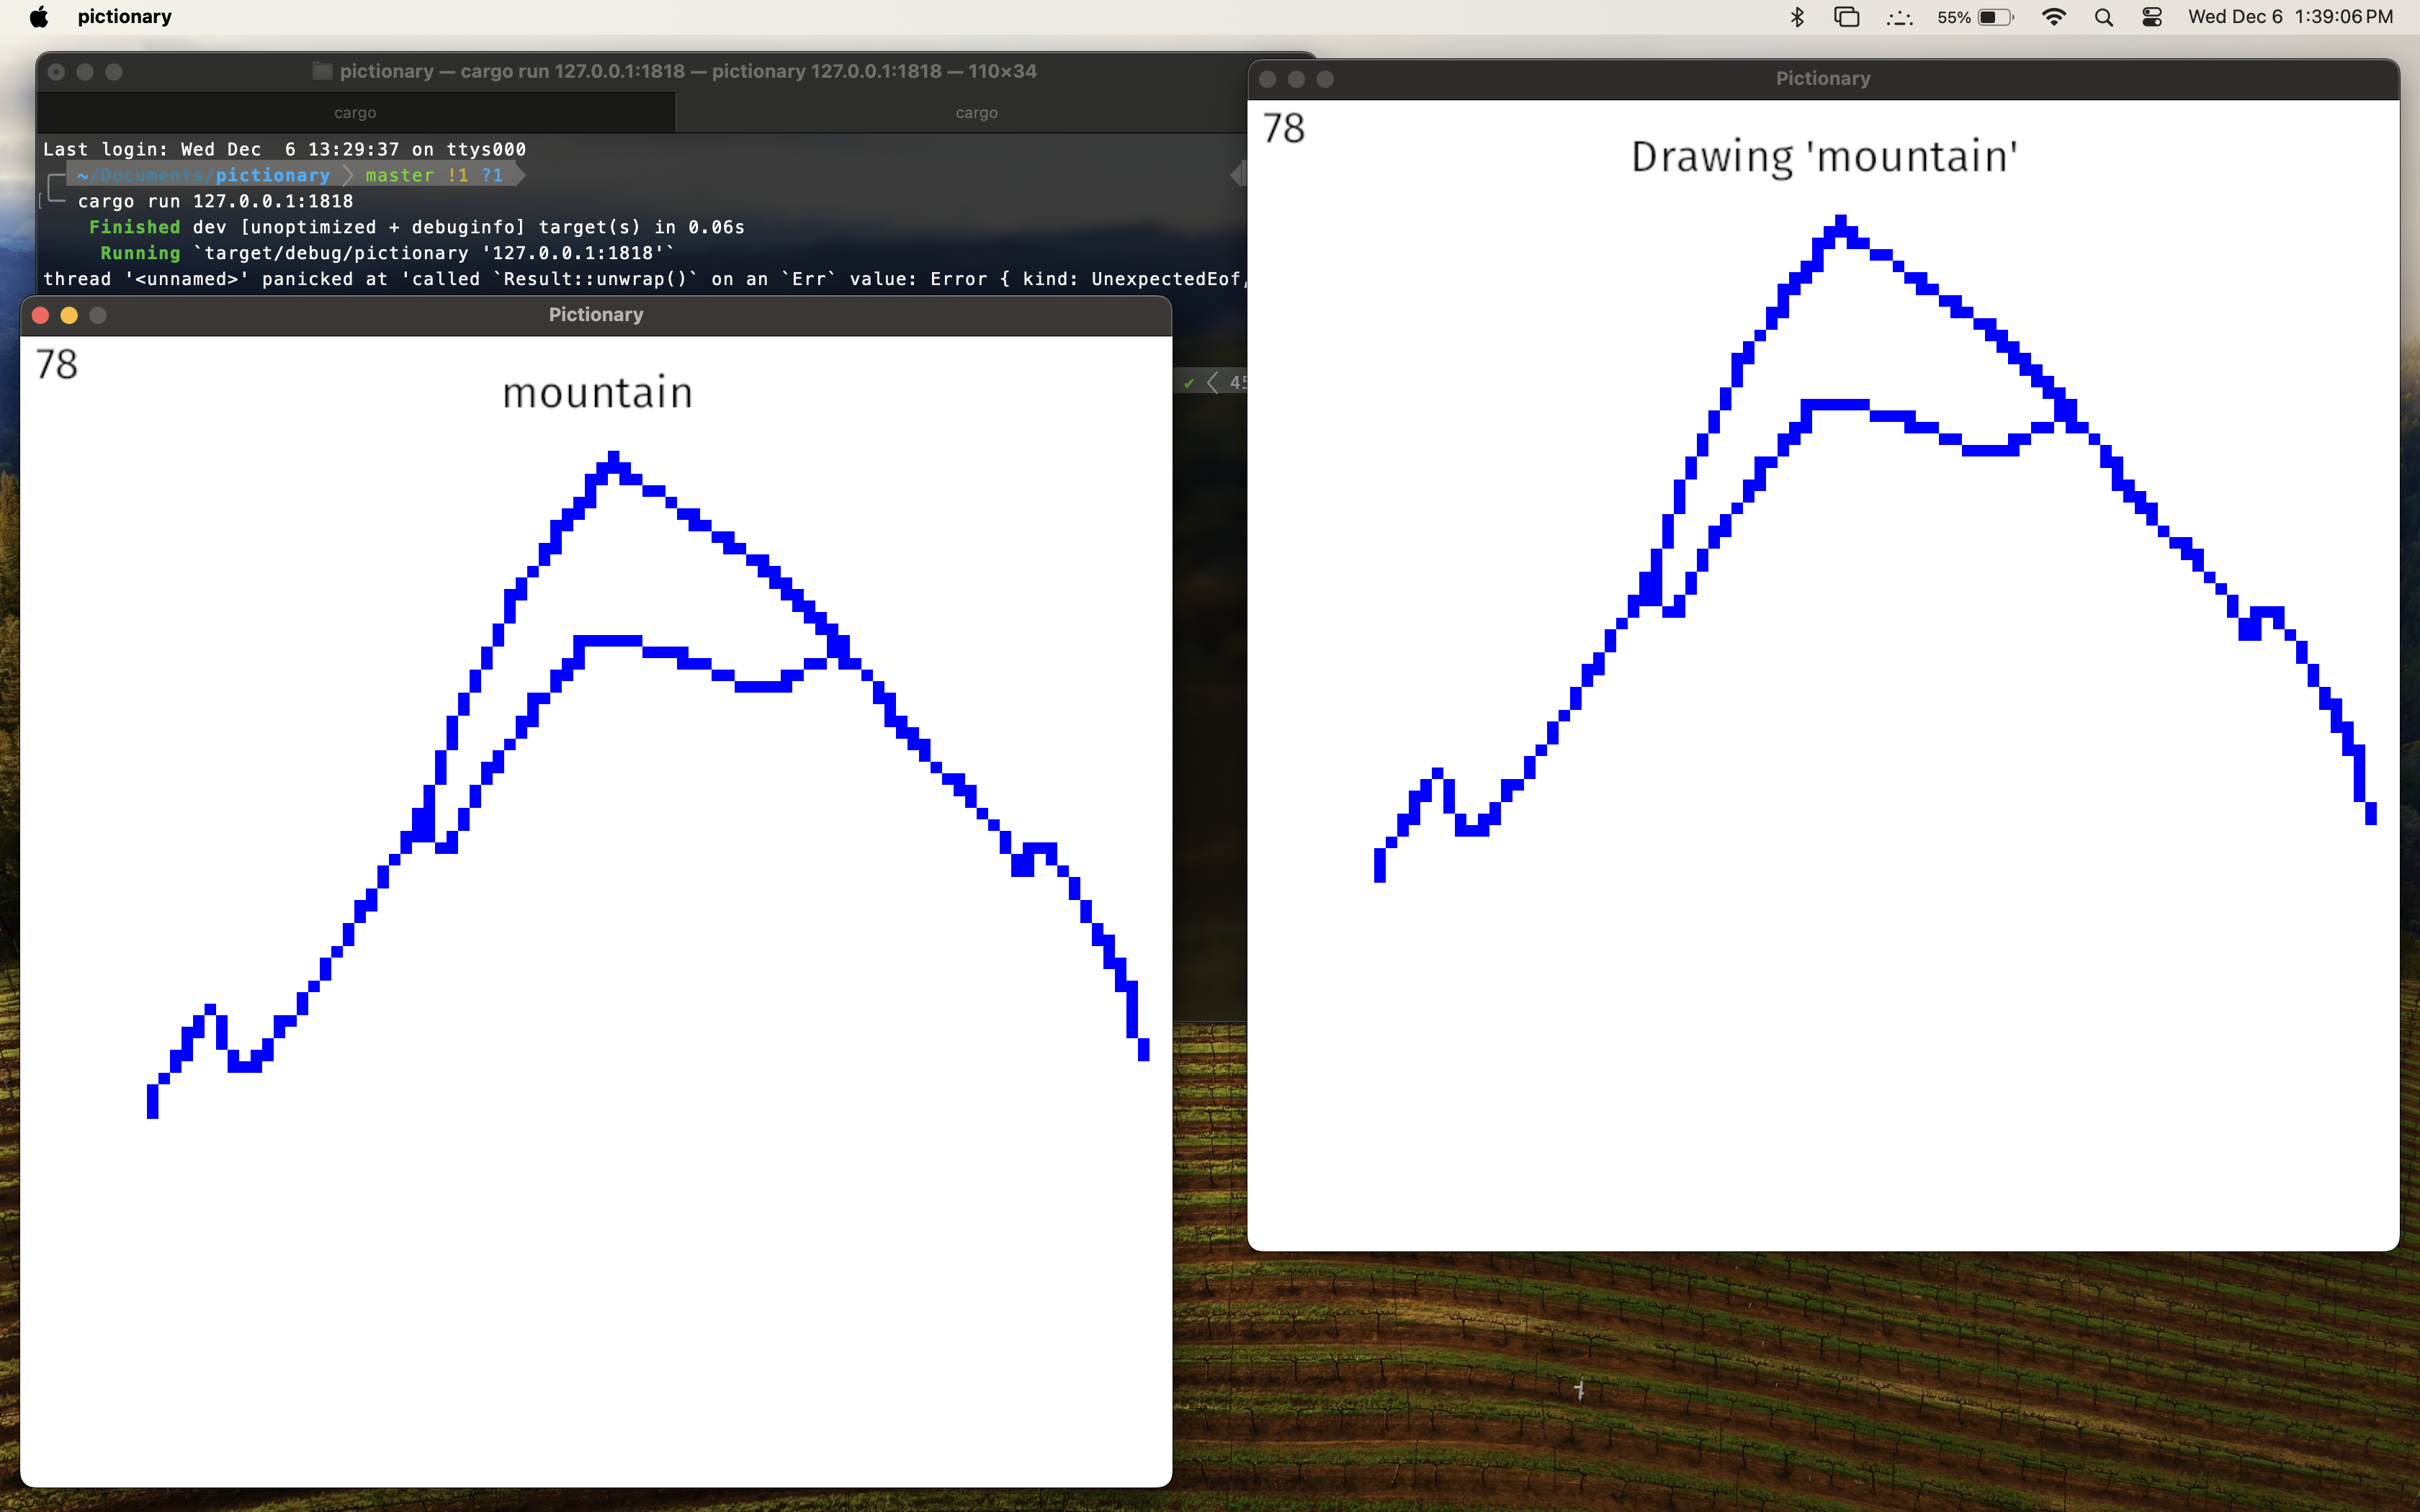 pictionary
55%
Wed Dec 6 1:39:06 PM
pictionary — cargo run 127.0.0.1:1818 — pictionary 127.0.0.1:1818 — 110×34
cargo
cargo
Last login: Wed Dec  6 13:29:37 on ttys000
~/Documents/pictionary master !1 ?1
cargo run 127.0.0.1:1818
Finished dev [unoptimized + debuginfo] target(s) in 0.06s
Running `target/debug/pictionary '127.0.0.1:1818'`
thread '<unnamed>' panicked at 'called `Result::unwrap()` on an `Err` value: Error { kind: UnexpectedEof,
✔ 45
Pictionary
78
mountain
Pictionary
78
Drawing 'mountain'